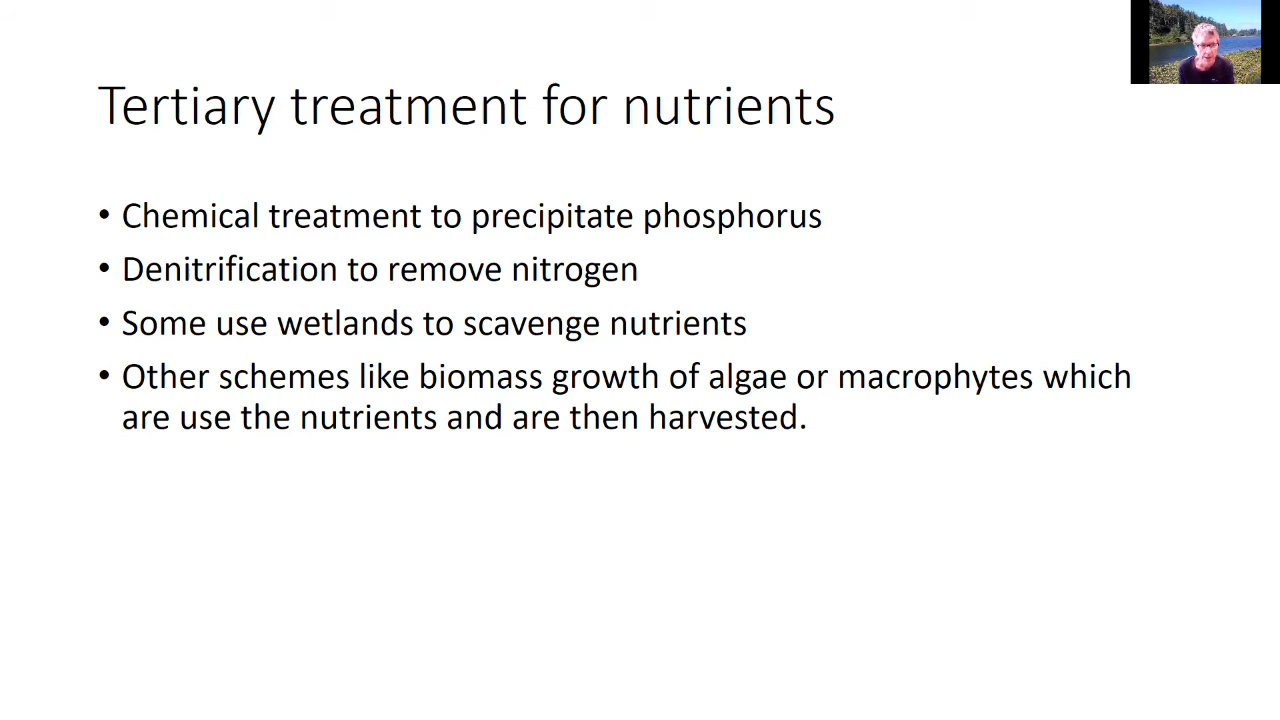 Tertiary treatment for nutrients
• Chemical treatment to precipitate phosphorus
• Denitrification to remove nitrogen
• Some use wetlands to scavenge nutrients
• Other schemes like biomass growth of algae or macrophytes which
are use the nutrients and are then harvested.